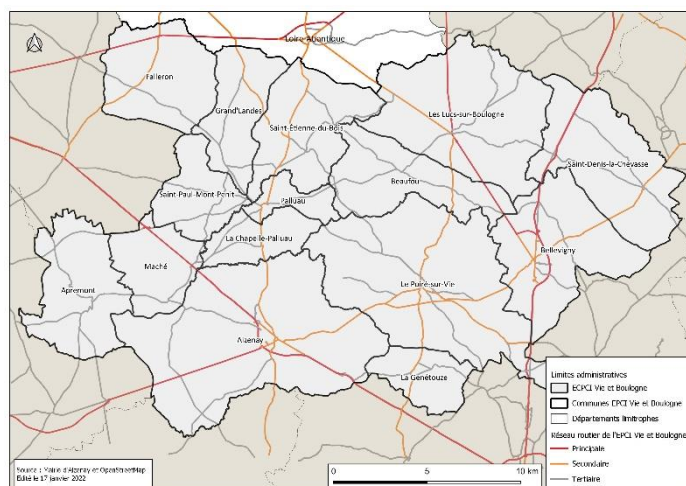 Loire-Atlantique
Falleron
Grand'Landes
Les Lucs-sur-Boulogne
Saint-Étienne-du-Bois
Saint-Denis-la-Chevasse
Beaufou
Saint-Paul-Mont-Penit
Palluau
La Chapelle-Palluau
Bellevigny
Maché
Apremont
Le Poiré-sur-Vie
Aizenay
La Génétouze
Limites administratives
ECPCI Vie et Boulogne
Communes EPCI Vie et Boulogne
Départements limitrophes
Réseau routier de l'EPCI Vie et Boulogne
Principale
Secondaire
Tertiaire
Source : Mairie d'Aizenay et OpenStreetMap
Edité le 17 janvier 2022
0 5 10 km